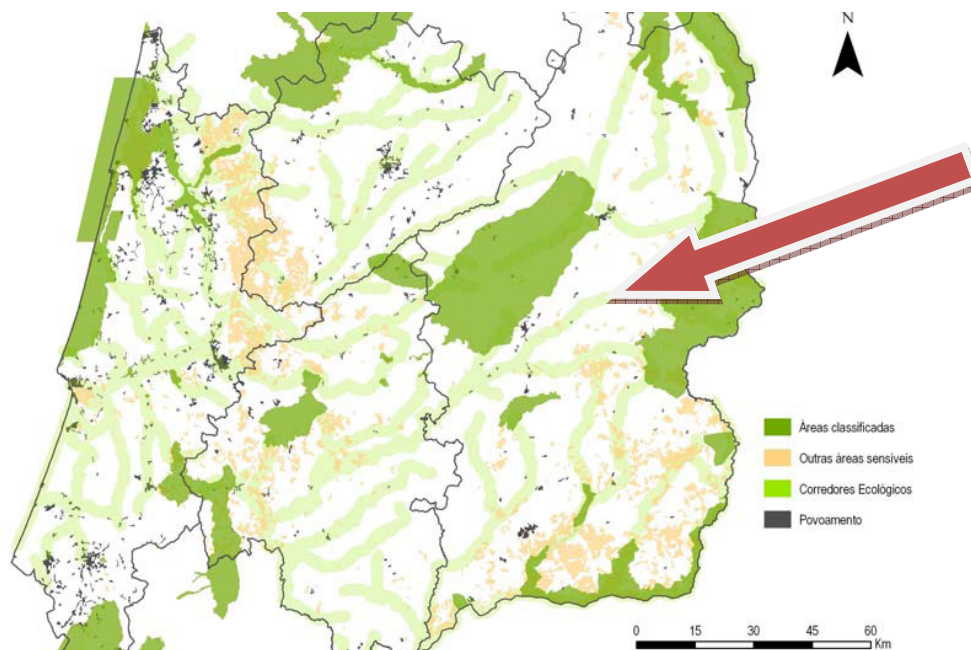 N
Áreas classificadas
Outras áreas sensíveis
Corredores Ecológicos
Povoamento
0 15 30 45 60
Km